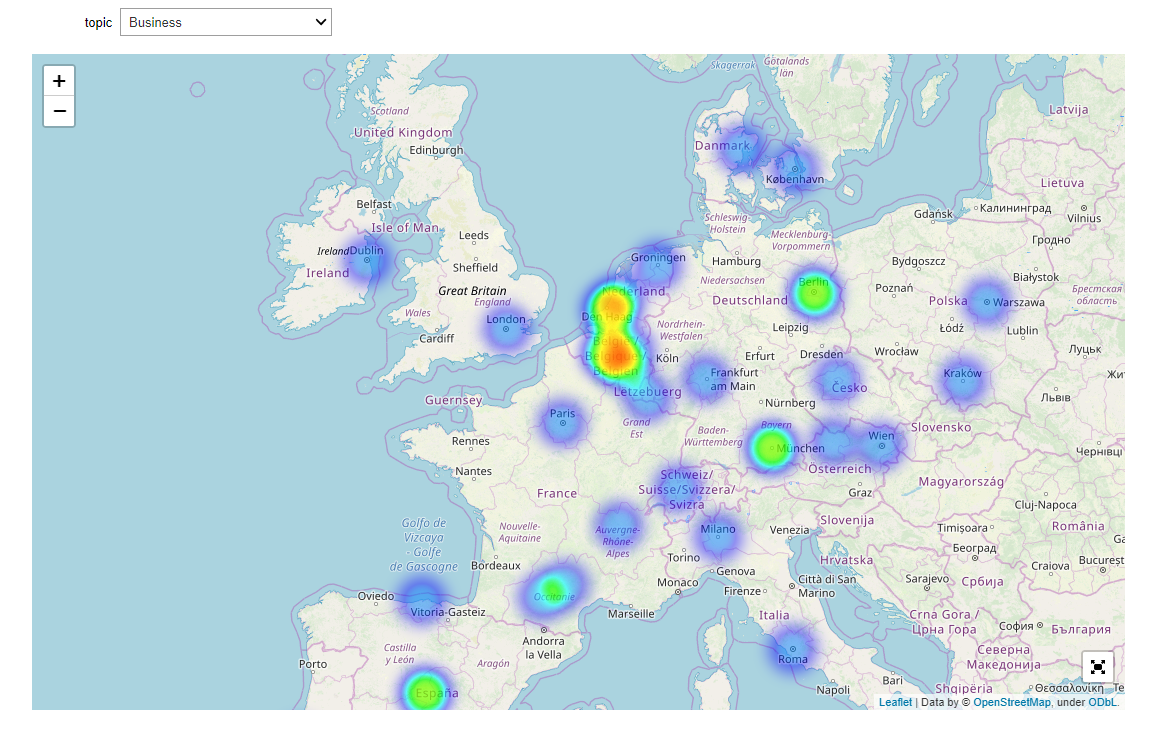 topic
Business
+
−
Skagerrak
Götalands
län
Scotland
United Kingdom
Edinburgh
Latvija
Danmark
København
Lietuva
Belfast
Isle of Man
Gdańsk
Калининград
Vilnius
Schleswig-
Holstein
Leeds
Mecklenburg-
Vorpommern
Гродно
Ireland
Dublin
Ireland
Groningen
Hamburg
Bydgoszcz
Sheffield
Białystok
Great Britain
Niedersachsen
Berlin
Poznań
Брестская
область
England
Nederland
Deutschland
Polska
Warszawa
Wales
London
Den Haag
Nordrhein-
Westfalen
Leipzig
Łódź
Lublin
Cardiff
België/
Belgique/
Belgien
Köln
Erfurt
Dresden
Wrocław
Луцьк
Frankfurt
am Main
Kraków
Жит
Lëtzebuerg
Česko
Guernsey
Nürnberg
Львів
Paris
Grand
Est
Baden-
Württemberg
Bayern
Slovensko
Rennes
München
Wien
Чернівці
Nantes
Schweiz/
Suisse/Svizzera/
Svizra
Österreich
Magyarország
France
Graz
Cluj-Napoca
Golfo de
Vizcaya
- Golfe
de Gascogne
Nouvelle-
Aquitaine
Auvergne-
Rhône-
Alpes
Milano
Venezia
Slovenija
Timișoara
România
Bordeaux
Torino
Hrvatska
Београд
Craiova
București
Genova
Monaco
Firenze
Città di San
Marino
Sarajevo
Србија
Oviedo
Vitoria-Gasteiz
Occitanie
Marseille
Italia
Crna Gora /
Црна Гора
София
България
Andorra
la Vella
Castilla
y León
Aragón
Porto
Roma
Северна
Македонија
España
Napoli
Bari
Shqipëria
Θεσσαλονίκη
Leaflet | Data by © OpenStreetMap, under ODbL.